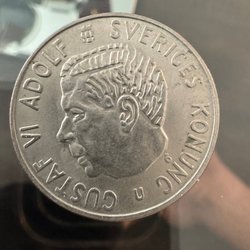 GUSTAF VI ADOLF SVERIGES KONUNG
U